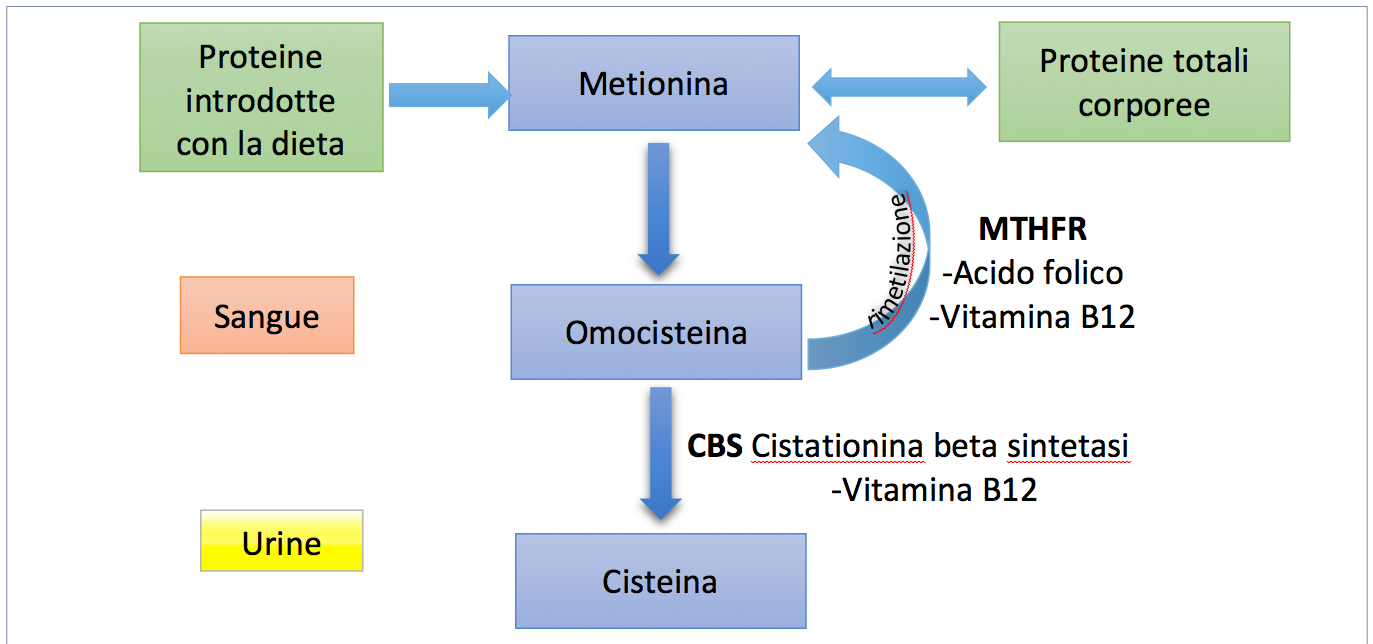 Proteine
introdotte
con la dieta
Metionina
Proteine totali
corporee
rimetilazione
MTHFR
-Acido folico
-Vitamina B12
Sangue
Omocisteina
CBS Cistationina beta sintetasi
-Vitamina B12
Urine
Cisteina